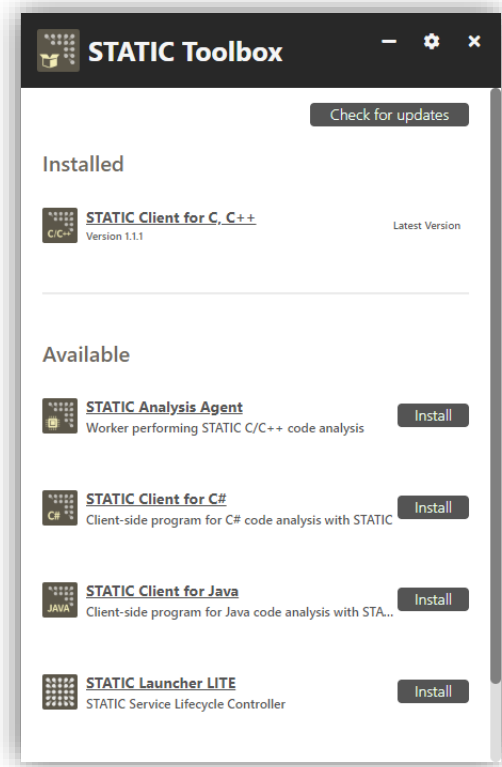 STATIC Toolbox
Check for updates
Installed
C/C++
STATIC Client for C, C++
Version 1.1.1
Latest Version
Available
STATIC Analysis Agent
Worker performing STATIC C/C++ code analysis
Install
C#
STATIC Client for C#
Client-side program for C# code analysis with STATIC
Install
JAVA
STATIC Client for Java
Client-side program for Java code analysis with STA...
Install
STATIC Launcher LITE
STATIC Service Lifecycle Controller
Install